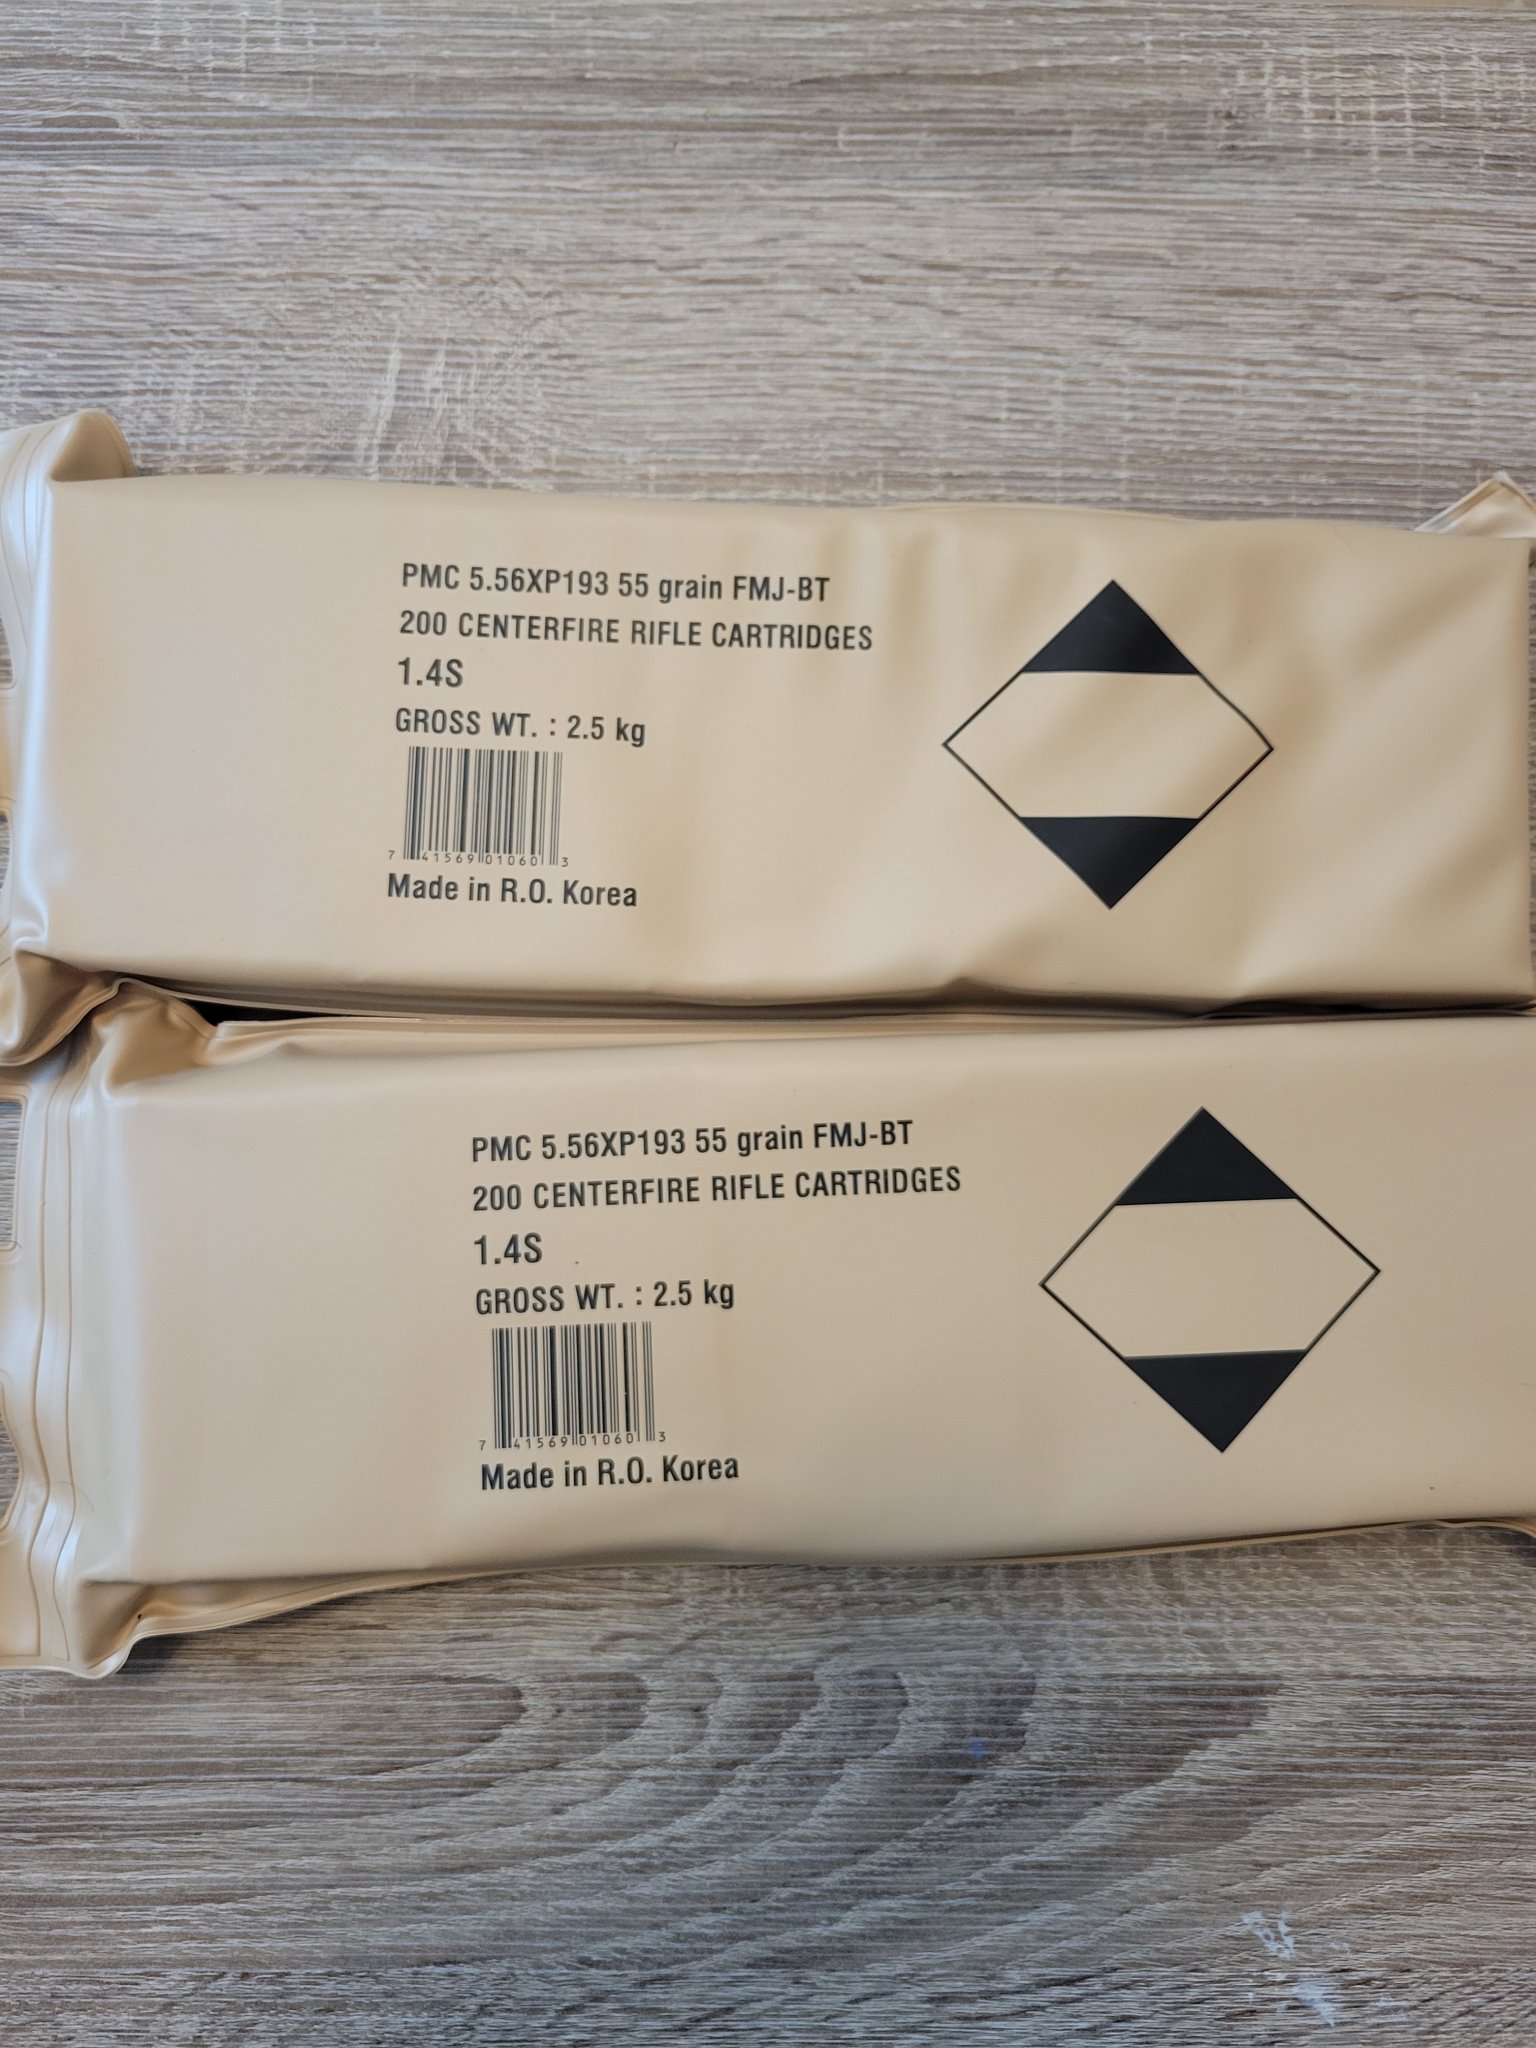 PMC 5.56XP193 55 grain FMJ-BT
200 CENTERFIRE RIFLE CARTRIDGES
1.4S
GROSS WT. : 2.5 kg
7 41569 01060 3
Made in R.O. Korea
PMC 5.56XP193 55 grain FMJ-BT
200 CENTERFIRE RIFLE CARTRIDGES
1.4S
GROSS WT. : 2.5 kg
7 41569 01060 3
Made in R.O. Korea